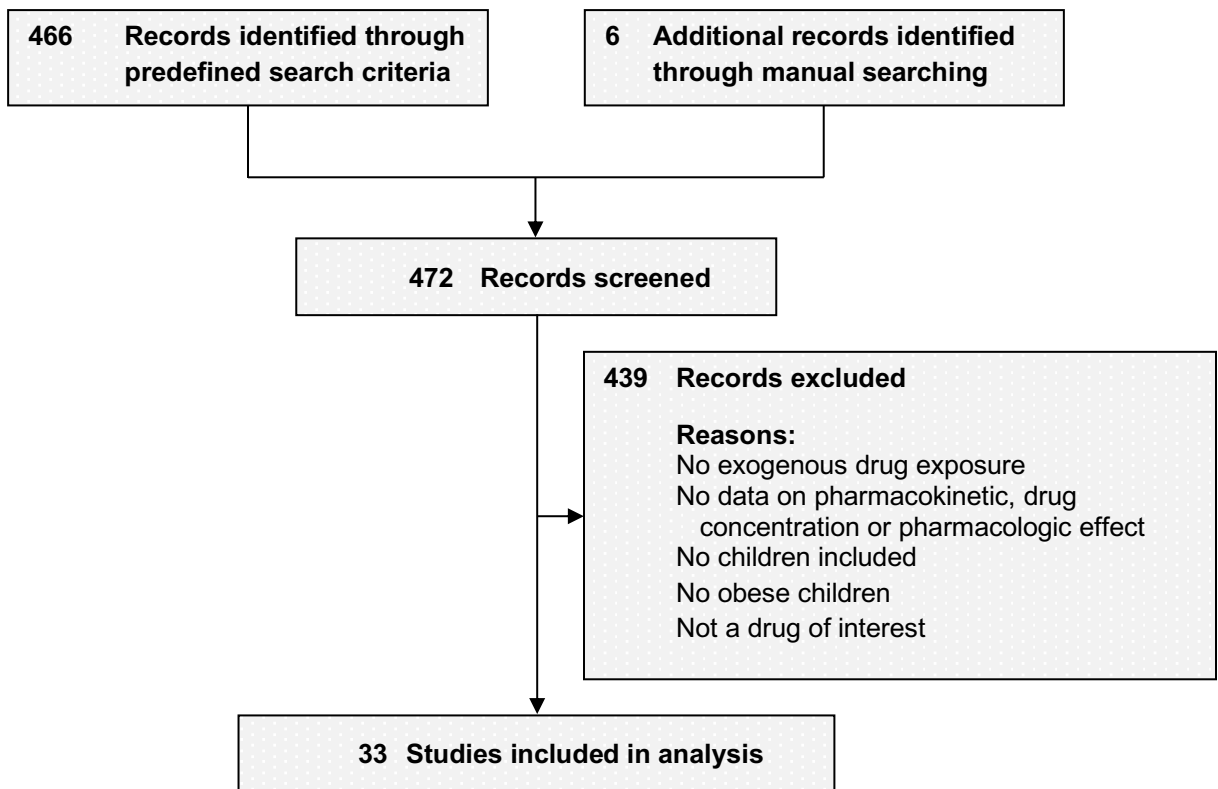 466 Records identified through
predefined search criteria
6 Additional records identified
through manual searching
472 Records screened
439 Records excluded
Reasons:
No exogenous drug exposure
No data on pharmacokinetic, drug
concentration or pharmacologic effect
No children included
No obese children
Not a drug of interest
33 Studies included in analysis